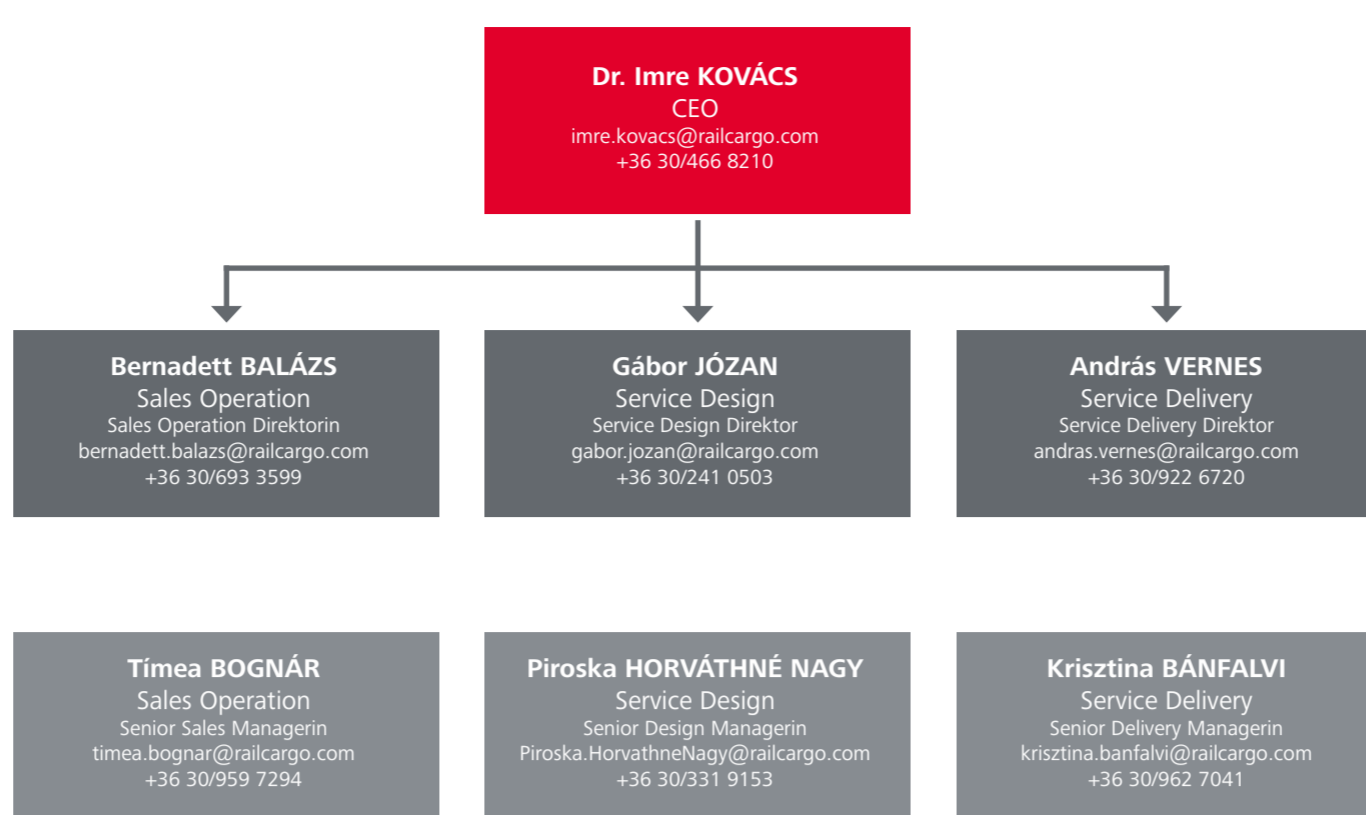 Dr. Imre KOVÁCS
CEO
imre.kovacs@railcargo.com
+36 30/466 8210
Bernadett BALÁZS
Sales Operation
Sales Operation Direktorin
bernadett.balazs@railcargo.com
+36 30/693 3599
Gábor JÓZAN
Service Design
Service Design Direktor
gabor.jozan@railcargo.com
+36 30/241 0503
András VERNES
Service Delivery
Service Delivery Direktor
andras.vernes@railcargo.com
+36 30/922 6720
Tímea BOGNÁR
Sales Operation
Senior Sales Managerin
timea.bognar@railcargo.com
+36 30/959 7294
Piroska HORVÁTHNÉ NAGY
Service Design
Senior Design Managerin
Piroska.HorvathneNagy@railcargo.com
+36 30/331 9153
Krisztina BÁNFALVI
Service Delivery
Senior Delivery Managerin
krisztina.banfalvi@railcargo.com
+36 30/962 7041